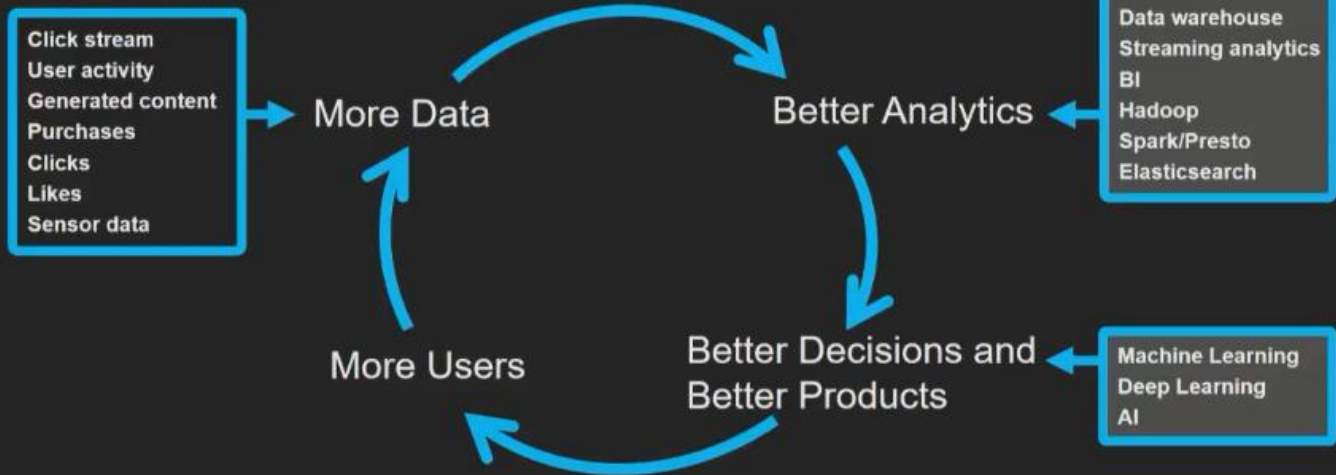 Click stream
User activity
Generated content
Purchases
Clicks
Likes
Sensor data
More Data
Better Analytics
Data warehouse
Streaming analytics
BI
Hadoop
Spark/Presto
Elasticsearch
More Users
Better Decisions and
Better Products
Machine Learning
Deep Learning
AI